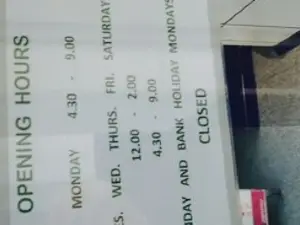 OPENING HOURS
MONDAY 4.30 - 9.00
WED. THURS. FRI. SATURDAY
12.00 - 2.00
4.30 - 9.00
AND BANK HOLIDAY MONDAYS
CLOSED